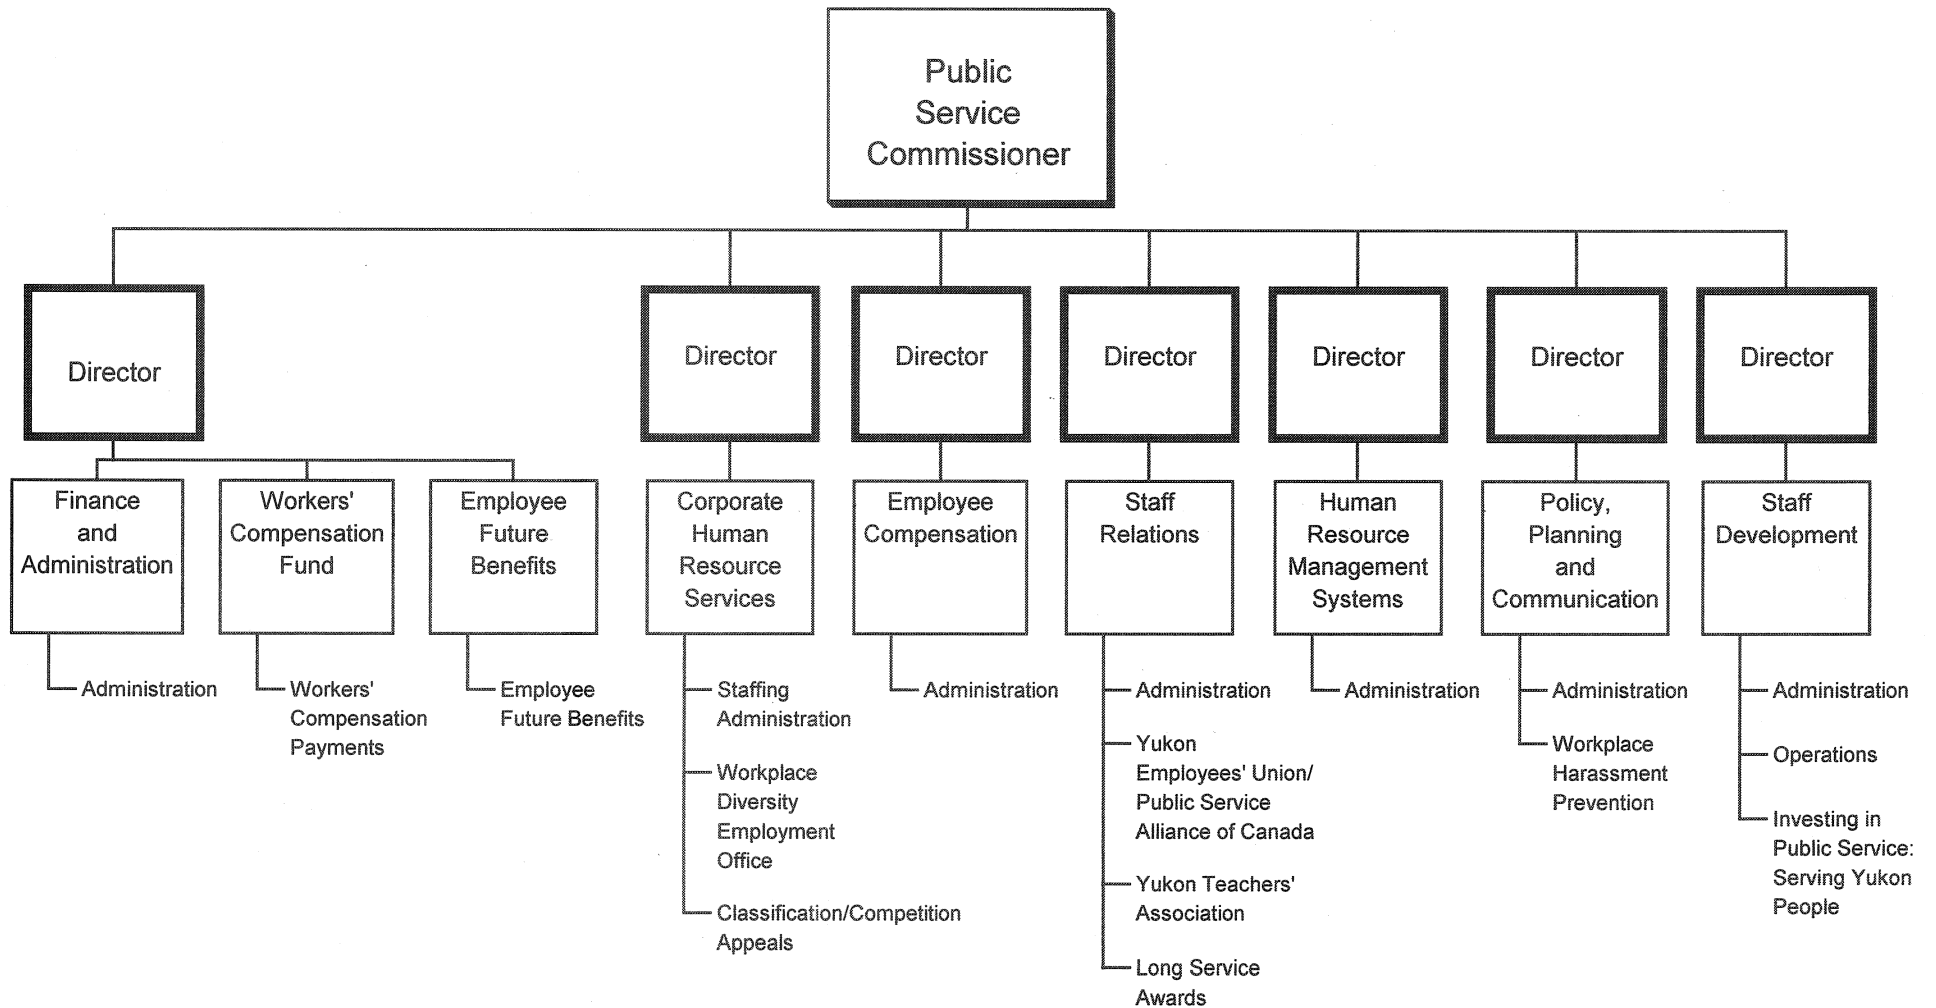 Public
Service
Commissioner
Director
Director
Director
Director
Director
Director
Director
Finance
and
Administration
Workers'
Compensation
Fund
Employee
Future
Benefits
Corporate
Human
Resource
Services
Employee
Compensation
Staff
Relations
Human
Resource
Management
Systems
Policy,
Planning
and
Communication
Staff
Development
Administration
Workers'
Compensation
Payments
Employee
Future Benefits
Staffing
Administration
Workplace
Diversity
Employment
Office
Classification/Competition
Appeals
Administration
Administration
Yukon
Employees' Union/
Public Service
Alliance of Canada
Yukon Teachers'
Association
Long Service
Awards
Administration
Administration
Workplace
Harassment
Prevention
Administration
Operations
Investing in
Public Service:
Serving Yukon
People